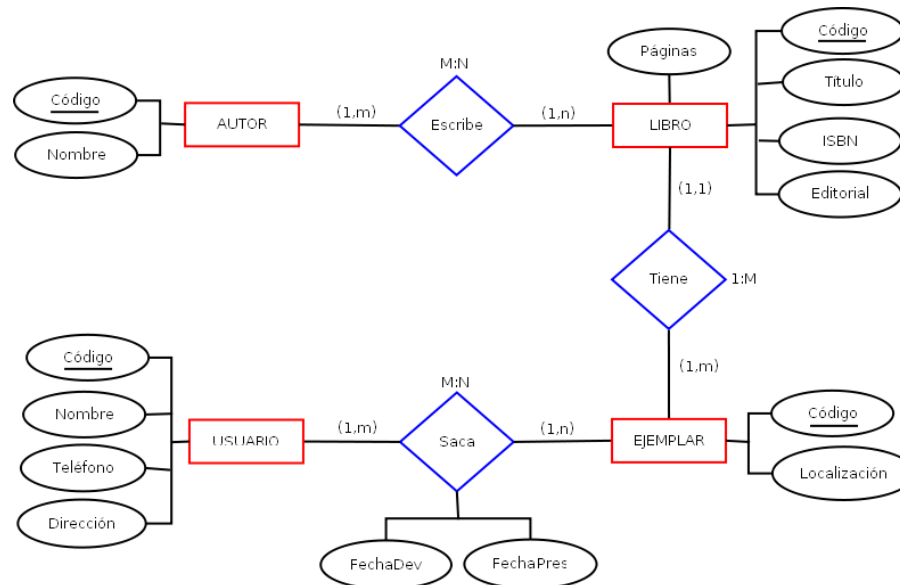 Código
Páginas
M:N
Título
Código
AUTOR
(1,m)
Escribe
(1,n)
LIBRO
ISBN
Nombre
Editorial
(1,1)
Tiene
1:M
Código
(1,m)
M:N
Nombre
Código
USUARIO
(1,m)
Saca
(1,n)
EJEMPLAR
Teléfono
Localización
Dirección
FechaDev
FechaPres